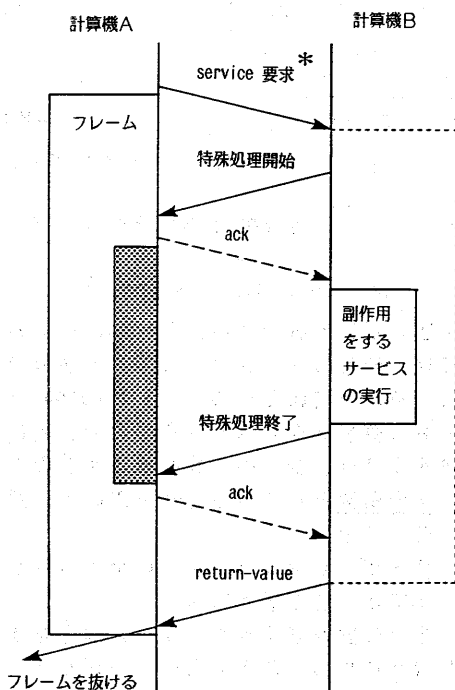 計算機A
計算機B
service 要求*
フレーム
特殊処理開始
ack
副作用
をする
サービス
の実行
特殊処理終了
ack
return-value
フレームを抜ける